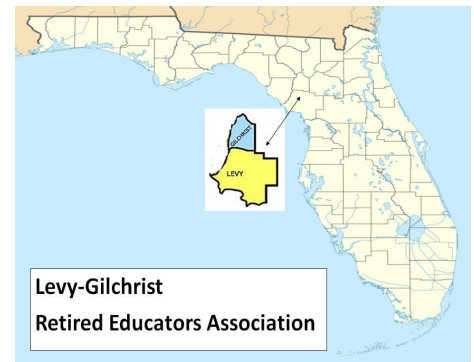 GILCHRIST
LEVY
Levy-Gilchrist
Retired Educators Association